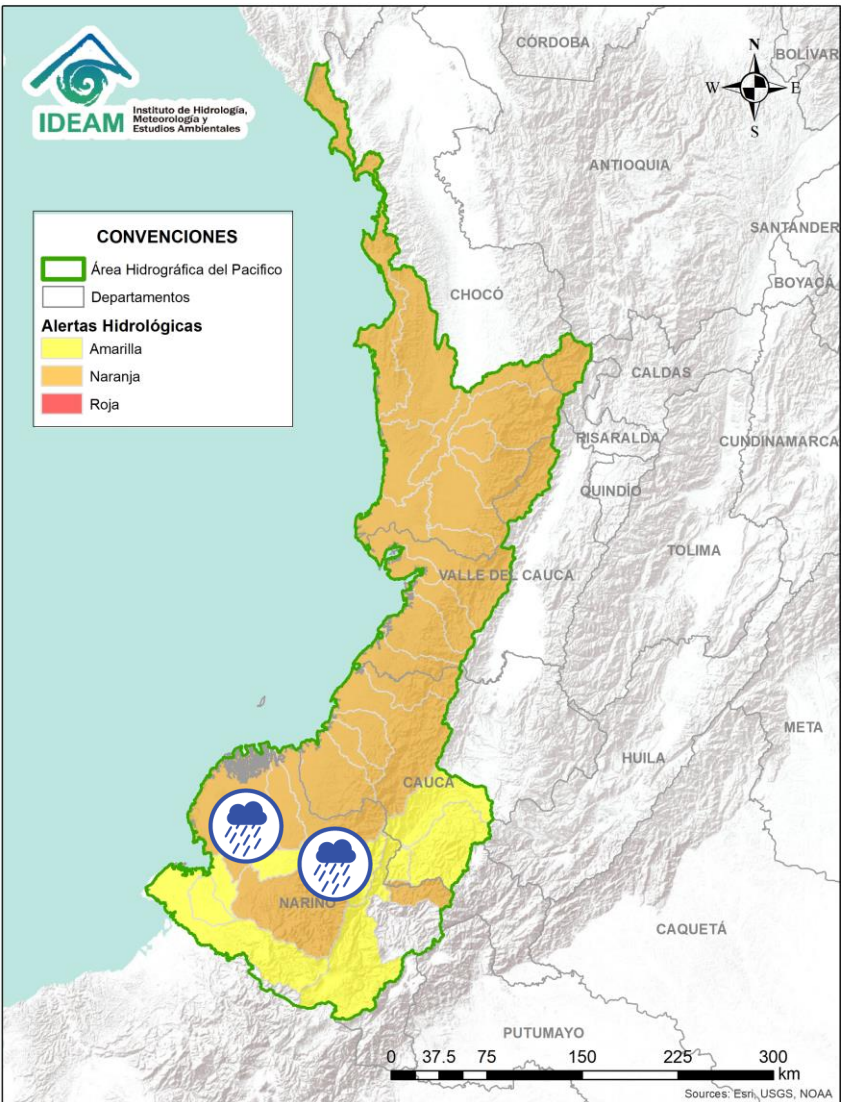 IDEAM
Instituto de Hidrología,
Meteorología y
Estudios Ambientales
N
W
E
S
CÓRDOBA
BOLIVAR
ANTIOQUIA
SANTANDER
BOYACÁ
CONVENCIONES
Área Hidrográfica del Pacifico
Departamentos
Alertas Hidrológicas
Amarilla
Naranja
Roja
CHOCÓ
CALDAS
RISARALDA
CUNDINAMARCA
QUINDÍO
TOLIMA
VALLE DEL CAUCA
META
HUILA
CAUCA
NARIÑO
CAQUETÁ
PUTUMAYO
0 37.5 75 150 225 300
km
Sources: Esri, USGS, NOAA